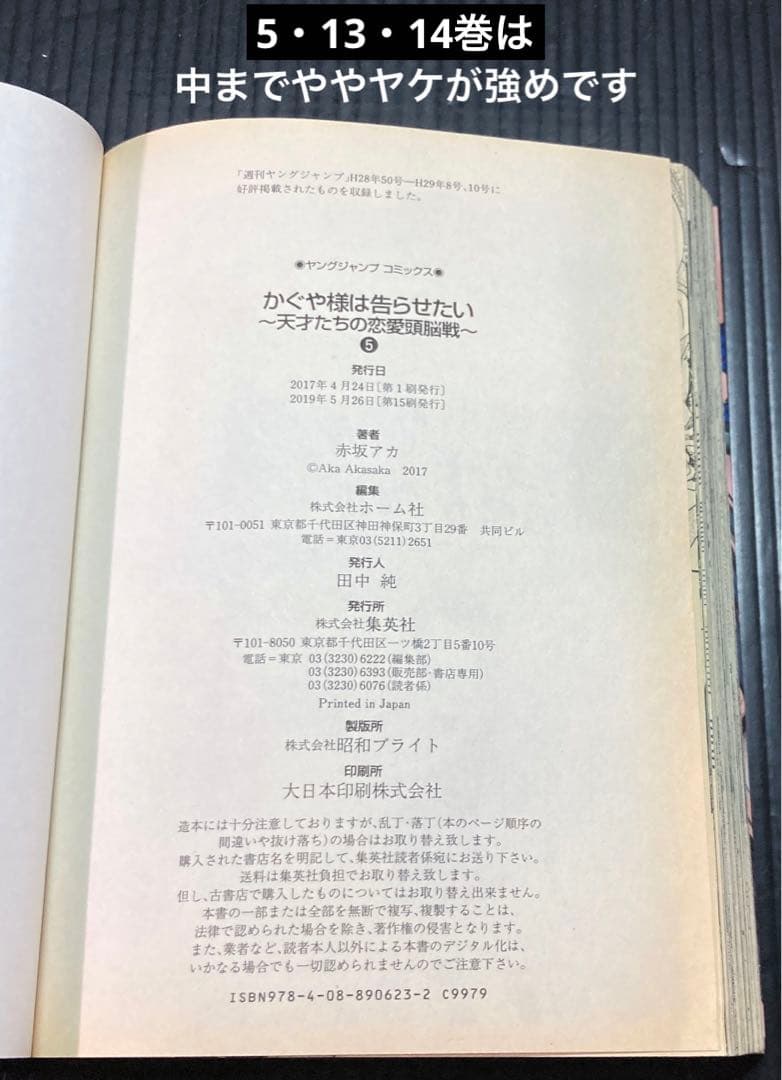 5・13・14巻は
中までややヤケが強めです
「週刊ヤングジャンプ」H28年50号―H29年8号、10号に
好評掲載されたものを収録しました。
◉ヤングジャンプ コミックス◉
かぐや様は告らせたい
〜天才たちの恋愛頭脳戦〜
❺
発行日
2017年 4 月24日[第 1 刷発行]
2019年 5 月26日[第15刷発行]
著者
赤坂アカ
©Aka Akasaka 2017
編集
株式会社ホーム社
〒101-0051 東京都千代田区神田神保町3丁目29番 共同ビル
電話＝東京03(5211)2651
発行人
田中 純
発行所
株式会社集英社
〒101-8050 東京都千代田区一ツ橋2丁目5番10号
電話＝東京 03(3230)6222(編集部)
03(3230)6393(販売部・書店専用)
03(3230)6076(読者係)
Printed in Japan
製版所
株式会社昭和ブライト
印刷所
大日本印刷株式会社
造本には十分注意しておりますが、乱丁・落丁(本のページ順序の
間違いや抜け落ち)の場合はお取り替え致します。
購入された書店名を明記して、集英社読者係宛にお送り下さい。
送料は集英社負担でお取り替え致します。
但し、古書店で購入したものについてはお取り替え出来ません。
本書の一部または全部を無断で複写、複製することは、
法律で認められた場合を除き、著作権の侵害となります。
また、業者など、読者本人以外による本書のデジタル化は、
いかなる場合でも一切認められませんのでご注意下さい。
ISBN978-4-08-890623-2 C9979